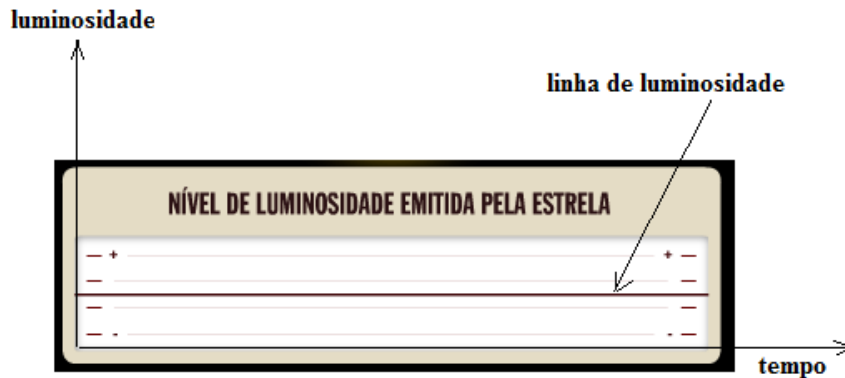 luminosidade
linha de luminosidade
NÍVEL DE LUMINOSIDADE EMITIDA PELA ESTRELA
+ +
- -
tempo